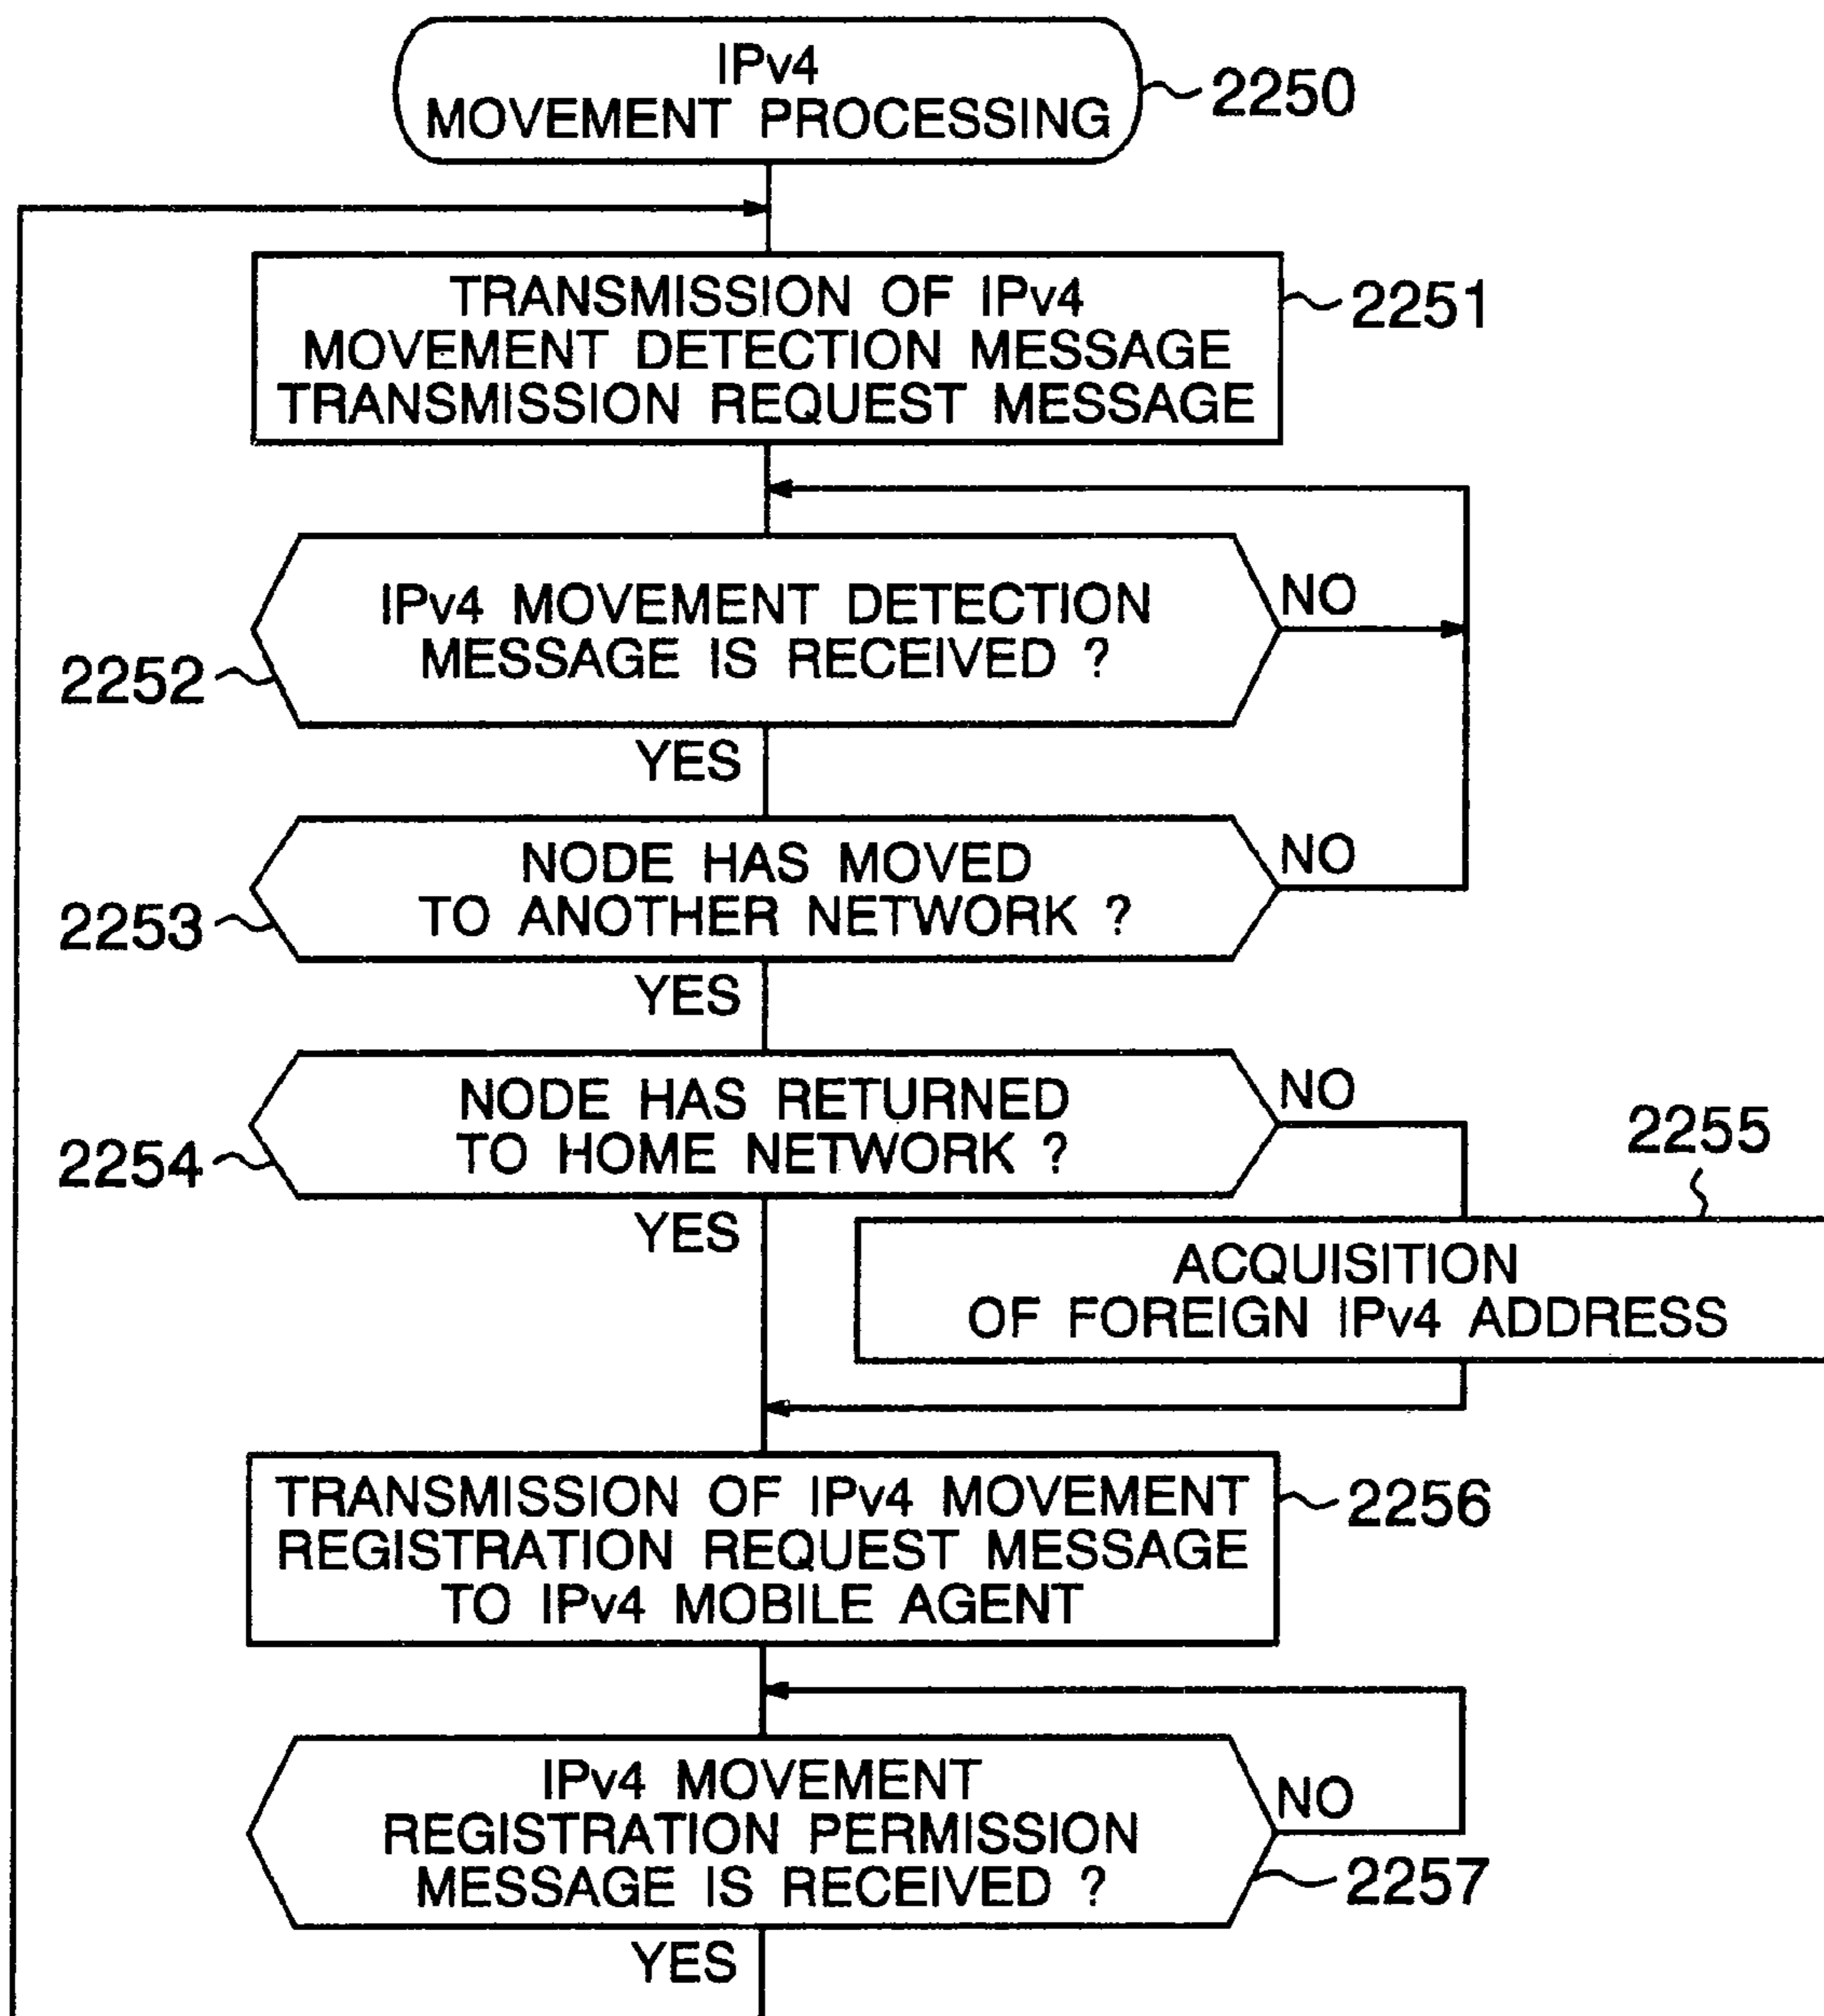 IPv4
MOVEMENT PROCESSING
2250
TRANSMISSION OF IPv4
MOVEMENT DETECTION MESSAGE
TRANSMISSION REQUEST MESSAGE
2251
IPv4 MOVEMENT DETECTION
MESSAGE IS RECEIVED ?
NO
2252
YES
NODE HAS MOVED
TO ANOTHER NETWORK ?
NO
2253
YES
NODE HAS RETURNED
TO HOME NETWORK ?
NO
2254
YES
2255
ACQUISITION
OF FOREIGN IPv4 ADDRESS
TRANSMISSION OF IPv4 MOVEMENT
REGISTRATION REQUEST MESSAGE
TO IPv4 MOBILE AGENT
2256
IPv4 MOVEMENT
REGISTRATION PERMISSION
MESSAGE IS RECEIVED ?
NO
2257
YES